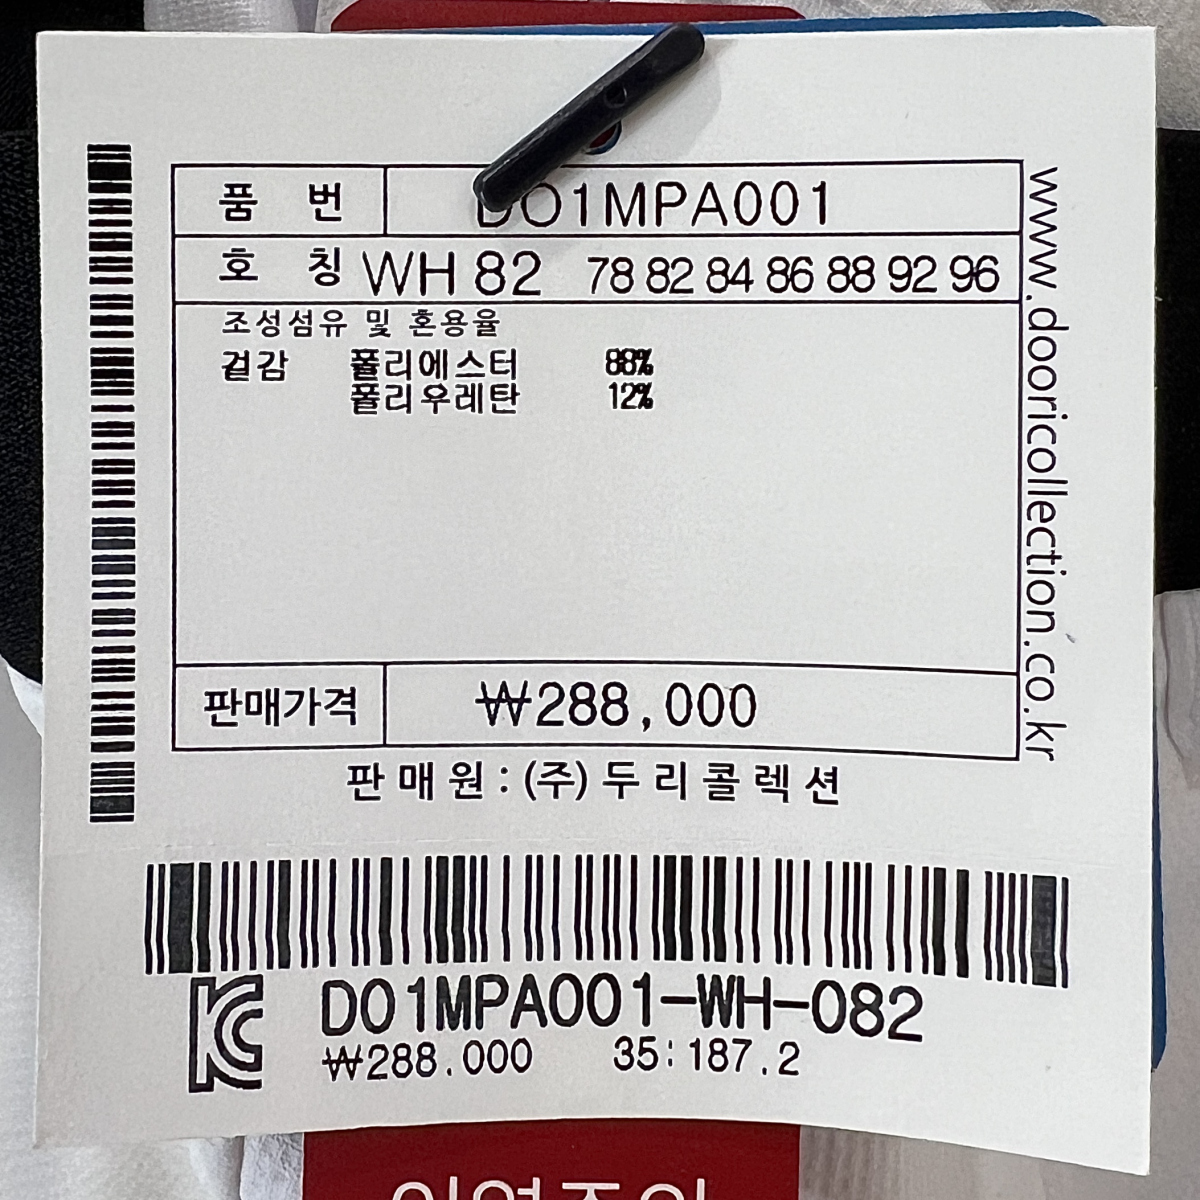 품 번 DO1MPA001
호 칭 WH 82 78 82 84 86 88 92 96
조성섬유 및 혼용율
겉감 폴리에스터 88%
폴리우레탄 12%
판매가격 ₩288,000
판매원 : (주) 두리콜렉션
www.dooricollection.co.kr
KC DO1MPA001-WH-082
₩288.000 35:187.2